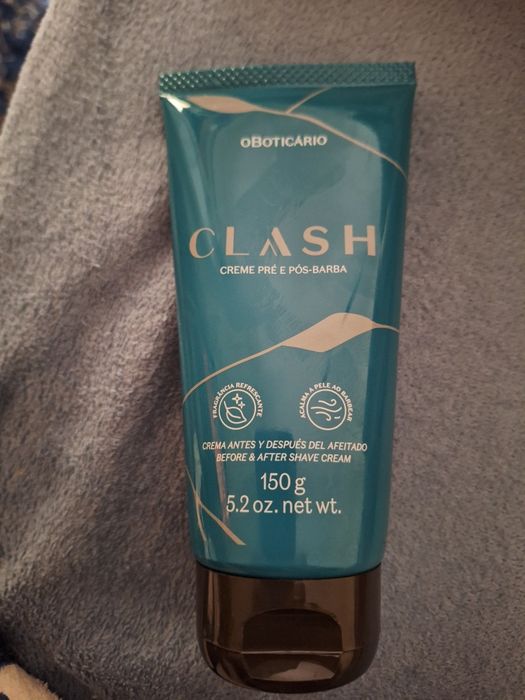 oBOTICÁRIO
CLASH
CREME PRÉ E PÓS-BARBA
FRAGRÂNCIA REFRESCANTE
ACALMA A PELE AO BARBEAR
CREMA ANTES Y DESPUÉS DEL AFEITADO
BEFORE & AFTER SHAVE CREAM
150 g
5.2 oz. net wt.